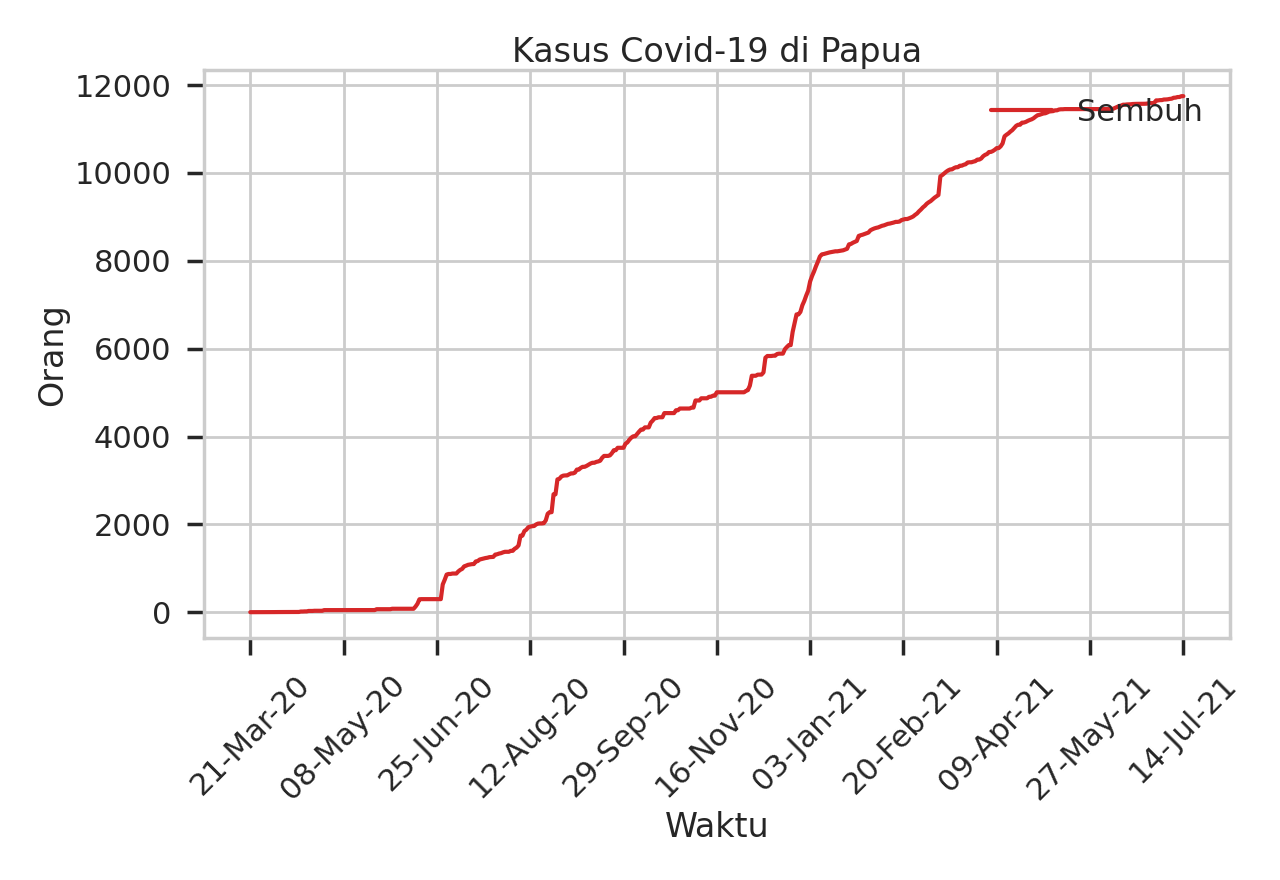 Kasus Covid-19 di Papua
12000
10000
8000
6000
4000
2000
0
Orang
Sembuh
21-Mar-20
08-May-20
25-Jun-20
12-Aug-20
29-Sep-20
16-Nov-20
03-Jan-21
20-Feb-21
09-Apr-21
27-May-21
14-Jul-21
Waktu